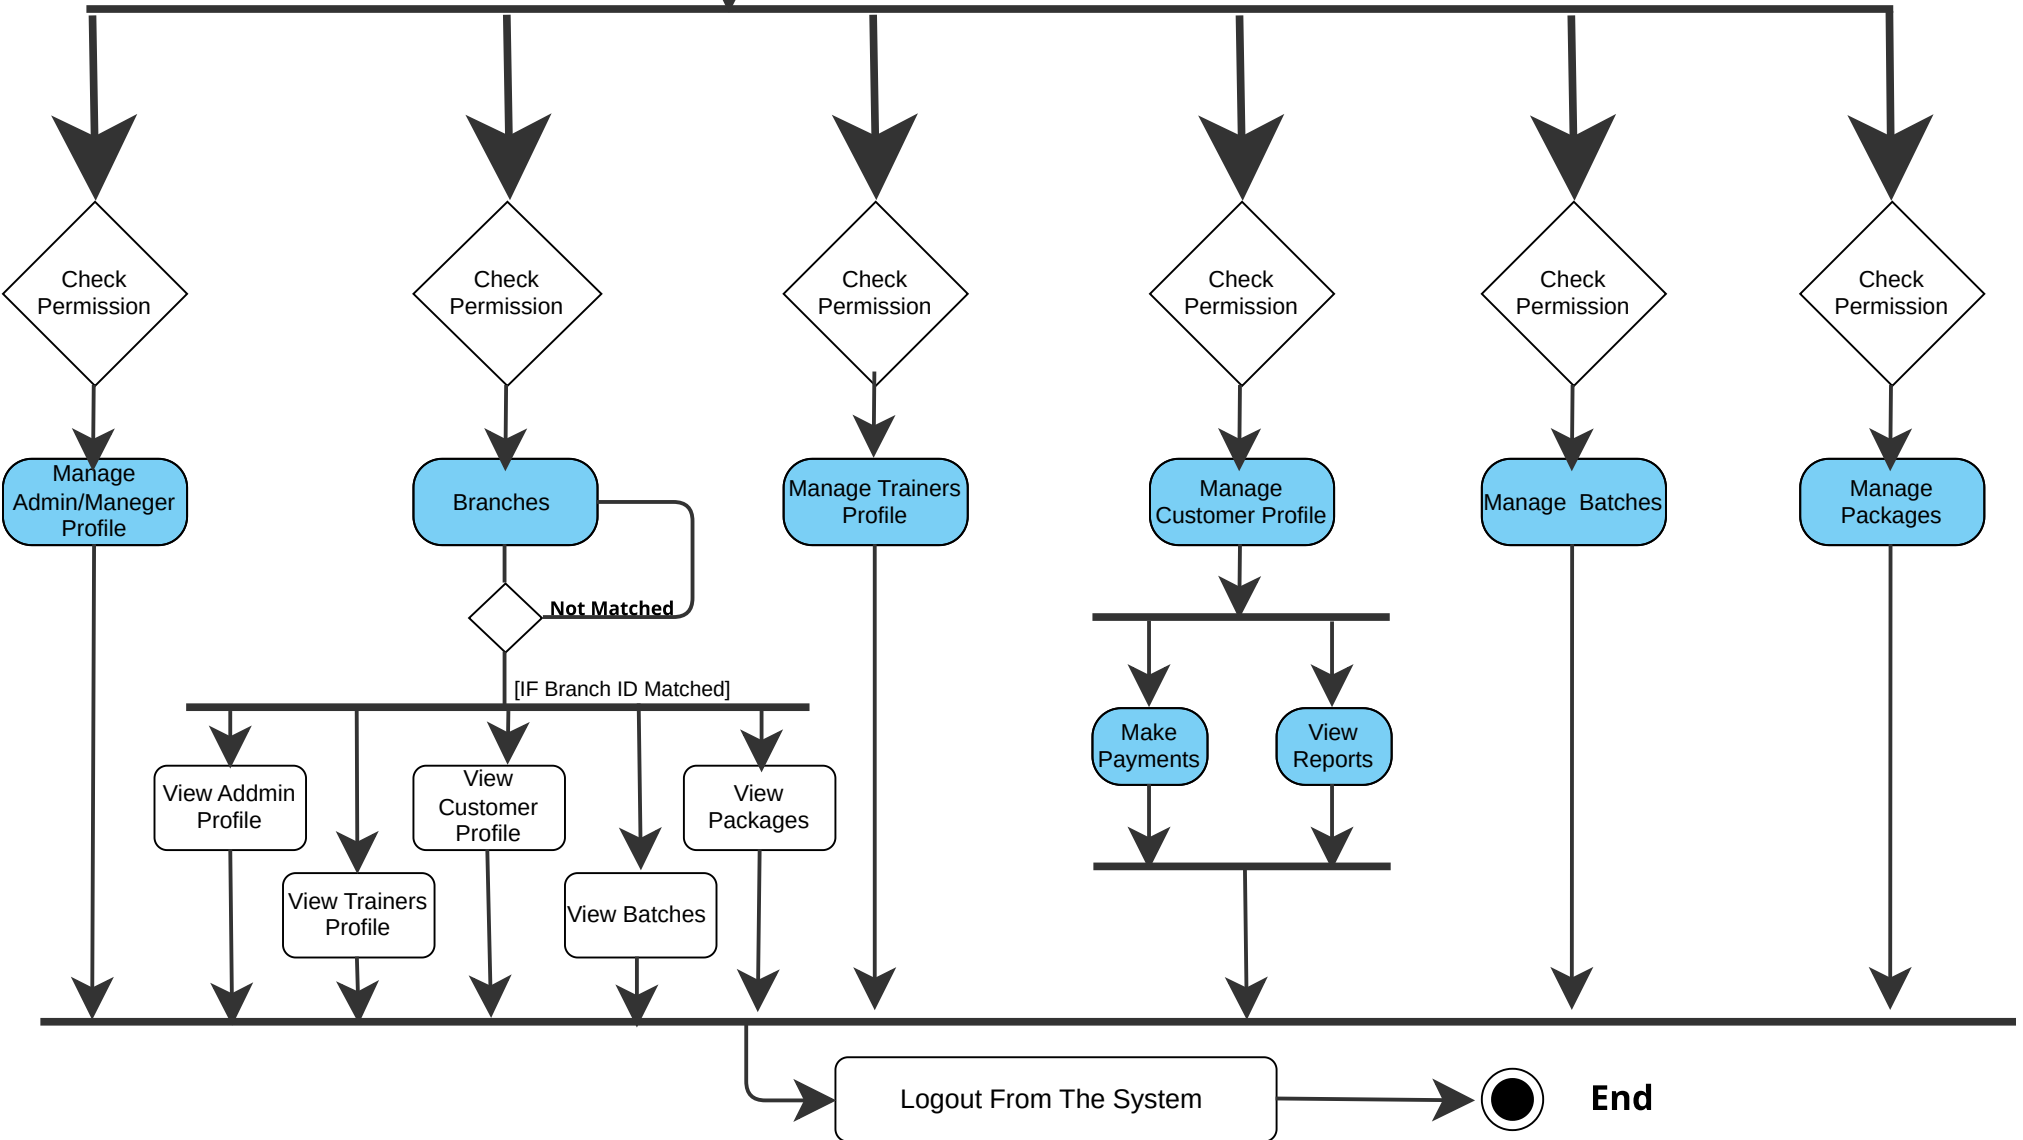 Check
Permission
Check
Permission
Check
Permission
Check
Permission
Check
Permission
Check
Permission
Manage
Admin/Maneger
Profile
Branches
Manage Trainers
Profile
Manage
Customer Profile
Manage  Batches
Manage
Packages
Not Matched
[IF Branch ID Matched]
View Addmin
Profile
View
Customer
Profile
View
Packages
Make
Payments
View
Reports
View Trainers
Profile
View Batches
Logout From The System
End